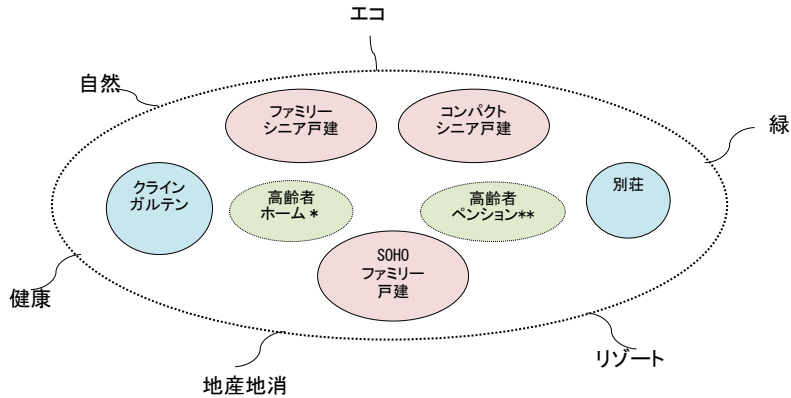 エコ
自然
ファミリー
シニア戸建
コンパクト
シニア戸建
緑
クライン
ガルテン
高齢者
ホーム *
高齢者
ペンション**
別荘
SOHO
ファミリー
戸建
健康
リゾート
地産地消